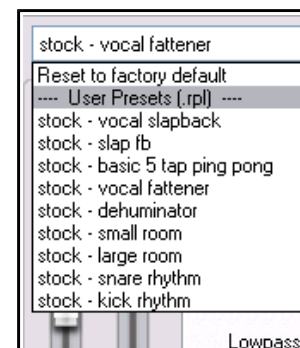 stock - vocal fattener
Reset to factory default
---- User Presets (.rpl) ----
stock - vocal slapback
stock - slap fb
stock - basic 5 tap ping pong
stock - vocal fattener
stock - dehuminator
stock - small room
stock - large room
stock - snare rhythm
stock - kick rhythm
Lowpass